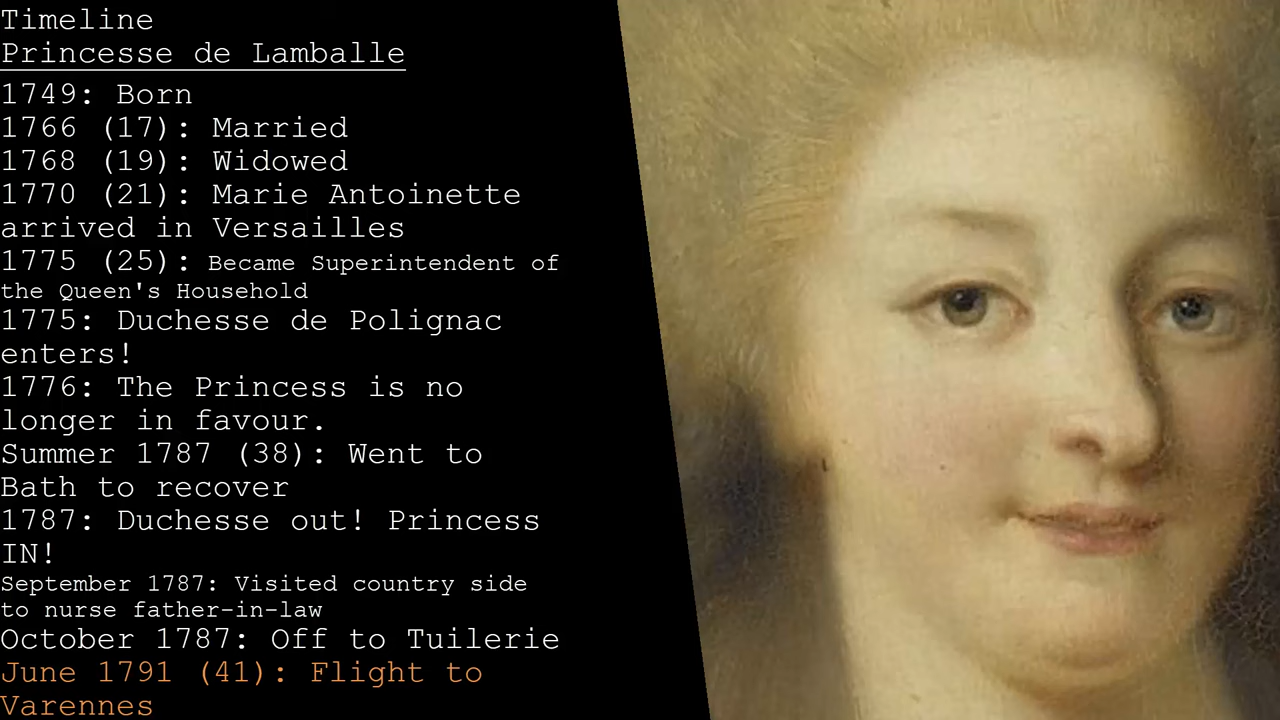 Timeline
Princesse de Lamballe
1749: Born
1766 (17): Married
1768 (19): Widowed
1770 (21): Marie Antoinette
arrived in Versailles
1775 (25): Became Superintendent of
the Queen's Household
1775: Duchesse de Polignac
enters!
1776: The Princess is no
longer in favour.
Summer 1787 (38): Went to
Bath to recover
1787: Duchesse out! Princess
IN!
September 1787: Visited country side
to nurse father-in-law
October 1787: Off to Tuilerie
June 1791 (41): Flight to
Varennes